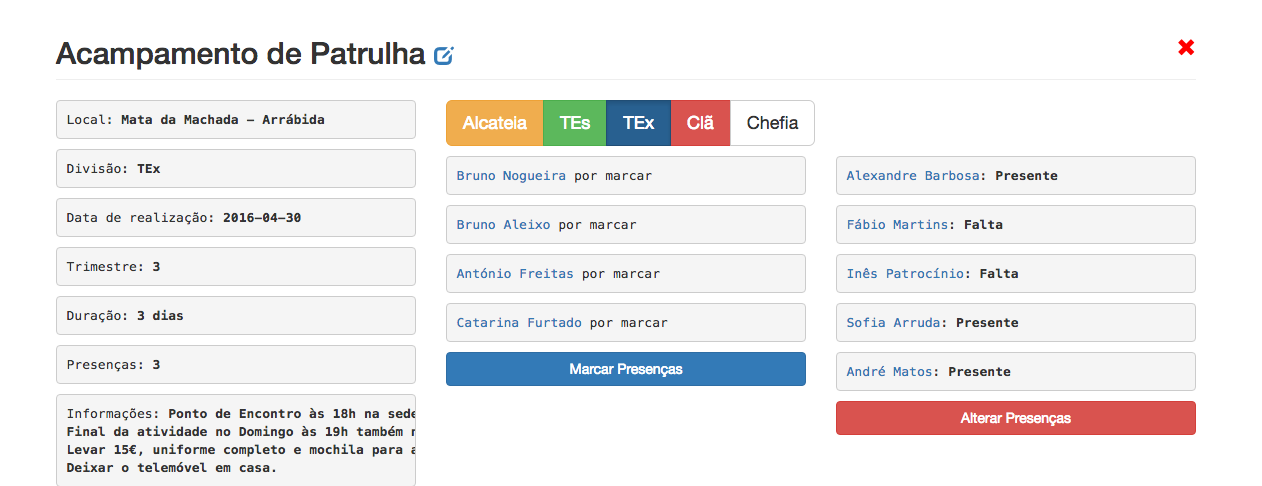 Acampamento de Patrulha
Local: Mata da Machada – Arrábida
Divisão: TEx
Data de realização: 2016–04–30
Trimestre: 3
Duração: 3 dias
Presenças: 3
Informações: Ponto de Encontro às 18h na sede
Final da atividade no Domingo às 19h também
Levar 15€, uniforme completo e mochila para
Deixar o telemóvel em casa.
Alcateia TEs TEx Clã Chefia
Bruno Nogueira por marcar
Bruno Aleixo por marcar
António Freitas por marcar
Catarina Furtado por marcar
Marcar Presenças
Alexandre Barbosa: Presente
Fábio Martins: Falta
Inês Patrocínio: Falta
Sofia Arruda: Presente
André Matos: Presente
Alterar Presenças